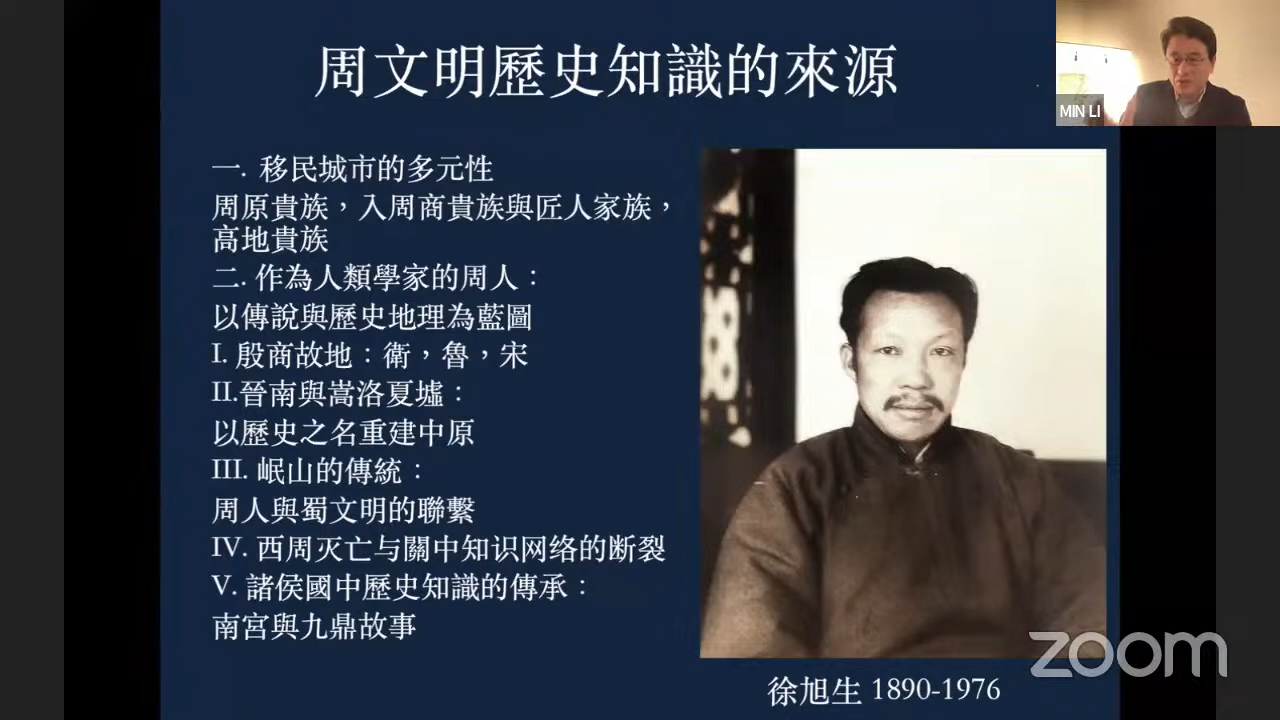 周文明歷史知識的來源
MIN LI
一. 移民城市的多元性
周原貴族，入周商貴族與匠人家族，
高地貴族
二. 作為人類學家的周人：
以傳說與歷史地理為藍圖
I. 殷商故地：衛，魯，宋
II.晉南與嵩洛夏墟：
以歷史之名重建中原
III. 岷山的傳統：
周人與蜀文明的聯繫
IV. 西周灭亡与關中知识网络的断裂
V. 諸侯國中歷史知識的傳承：
南宮與九鼎故事
zoom
徐旭生 1890-1976